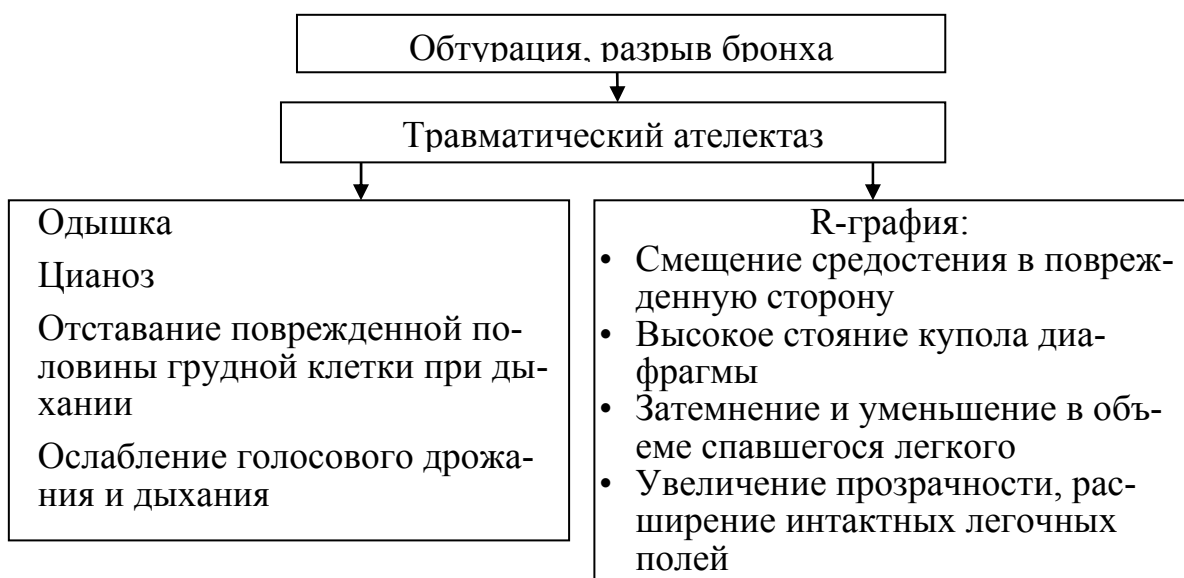 Обтурация, разрыв бронха
Травматический ателектаз
Одышка
Цианоз
Отставание поврежденной по-
ловины грудной клетки при ды-
хании
Ослабление голосового дрожа-
ния и дыхания
R-графия:
• Смещение средостения в повреж-
денную сторону
• Высокое стояние купола диа-
фрагмы
• Затемнение и уменьшение в объ-
еме спавшегося легкого
• Увеличение прозрачности, рас-
ширение интактных легочных
полей